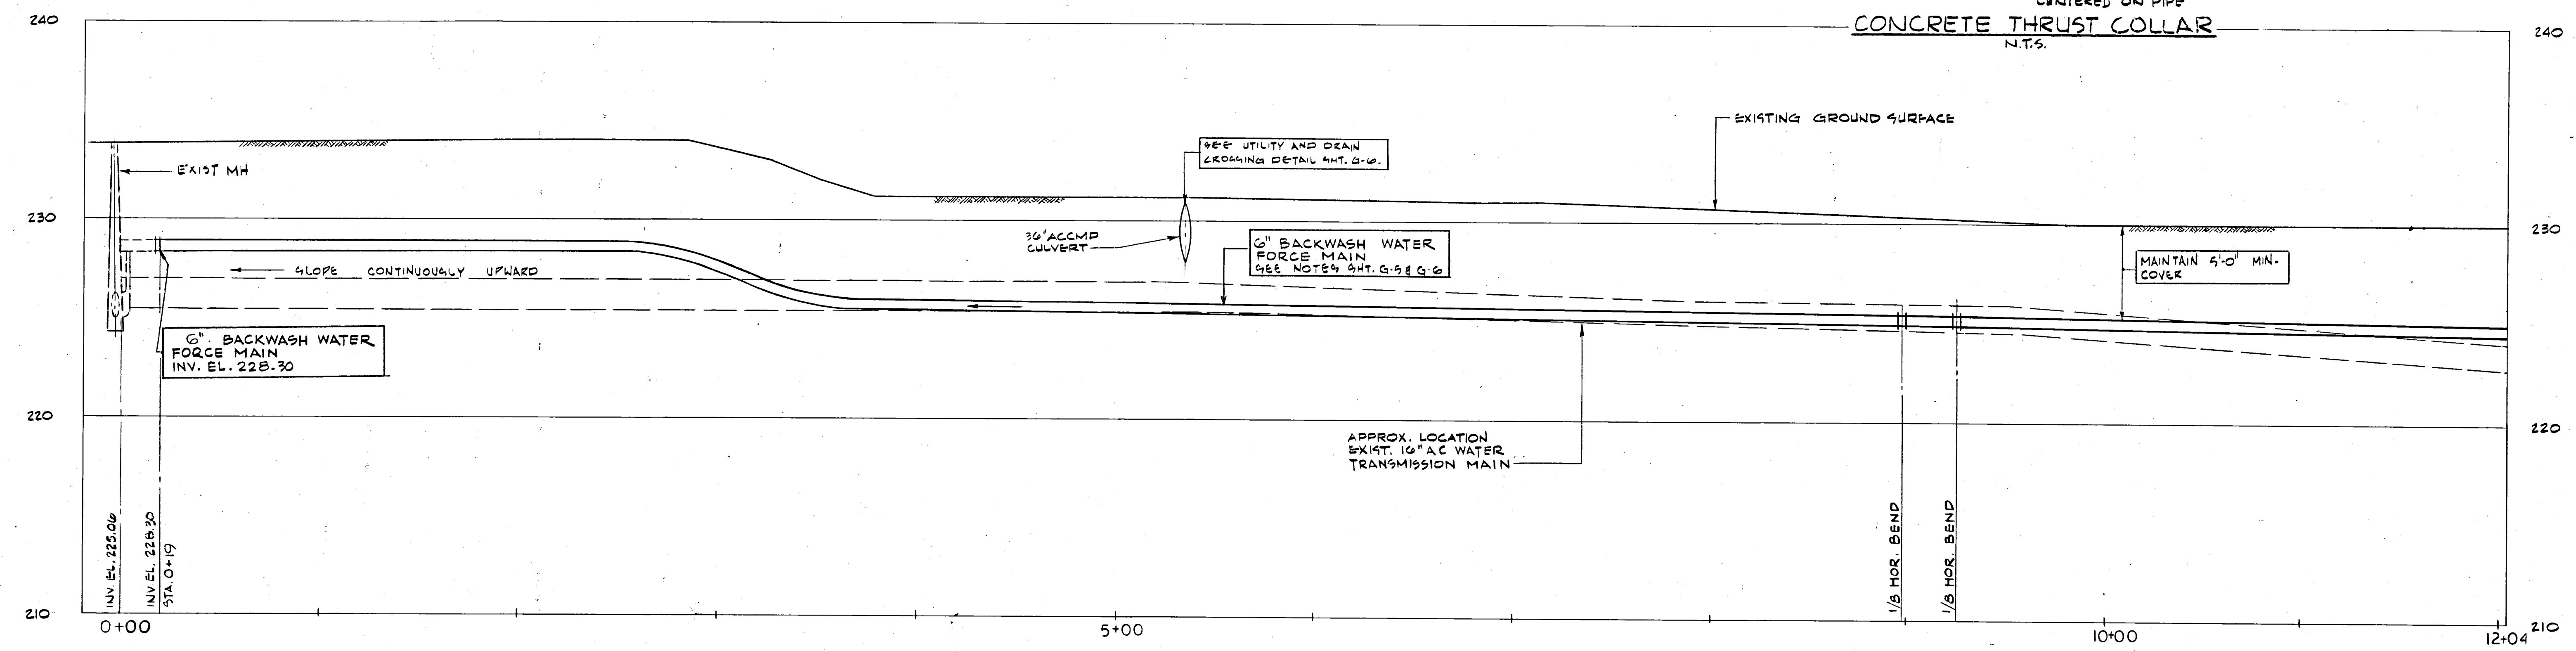 CENTERED ON PIPE
CONCRETE THRUST COLLAR
N.T.S.
240
240
EXISTING GROUND SURFACE
SEE UTILITY AND DRAIN
CROSSING DETAIL SHT. G-6.
EXIST MH
230
230
36" ACCMP
CULVERT
6" BACKWASH WATER
FORCE MAIN
SEE NOTES SHT. G-5 & G-6
MAINTAIN 5'-0" MIN.
COVER
SLOPE CONTINUOUSLY UPWARD
6". BACKWASH WATER
FORCE MAIN
INV. EL. 228.30
220
220
APPROX. LOCATION
EXIST. 16" AC WATER
TRANSMISSION MAIN
INV. EL. 225.06
INV EL. 228.30
STA. 0+19
1/8 HOR. BEND
1/8 HOR. BEND
210
210
0+00
5+00
10+00
12+04